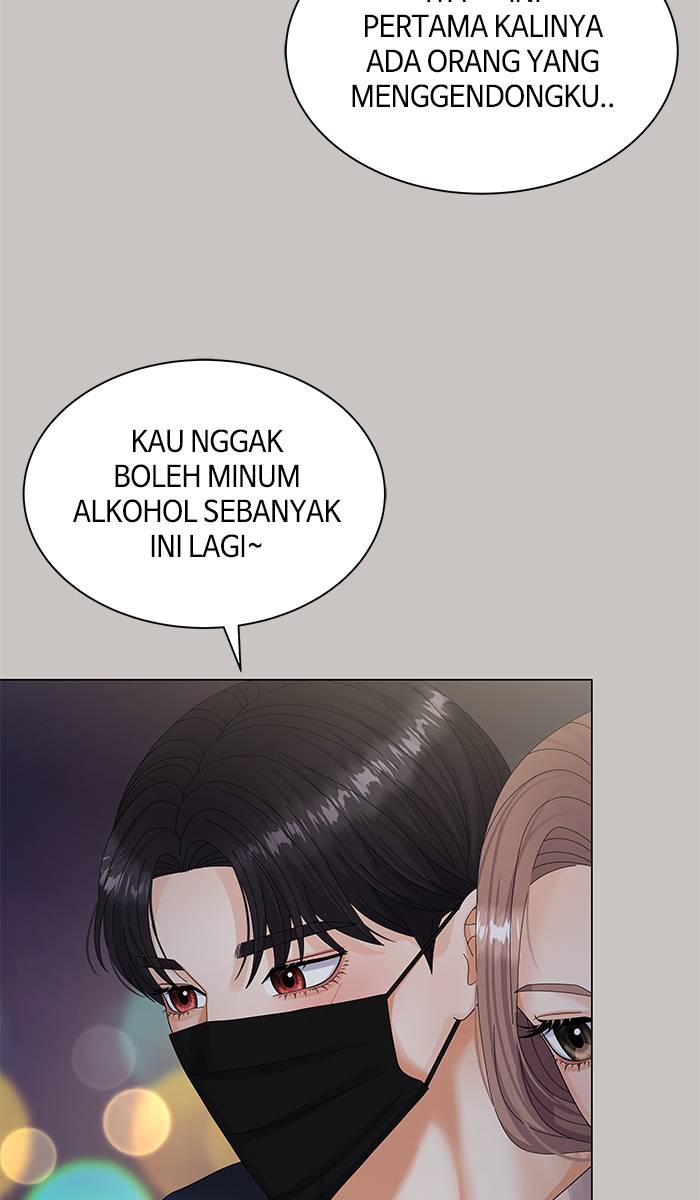 PERTAMA KALINYA
ADA ORANG YANG
MENGGENDONGKU..
KAU NGGAK
BOLEH MINUM
ALKOHOL SEBANYAK
INI LAGI~